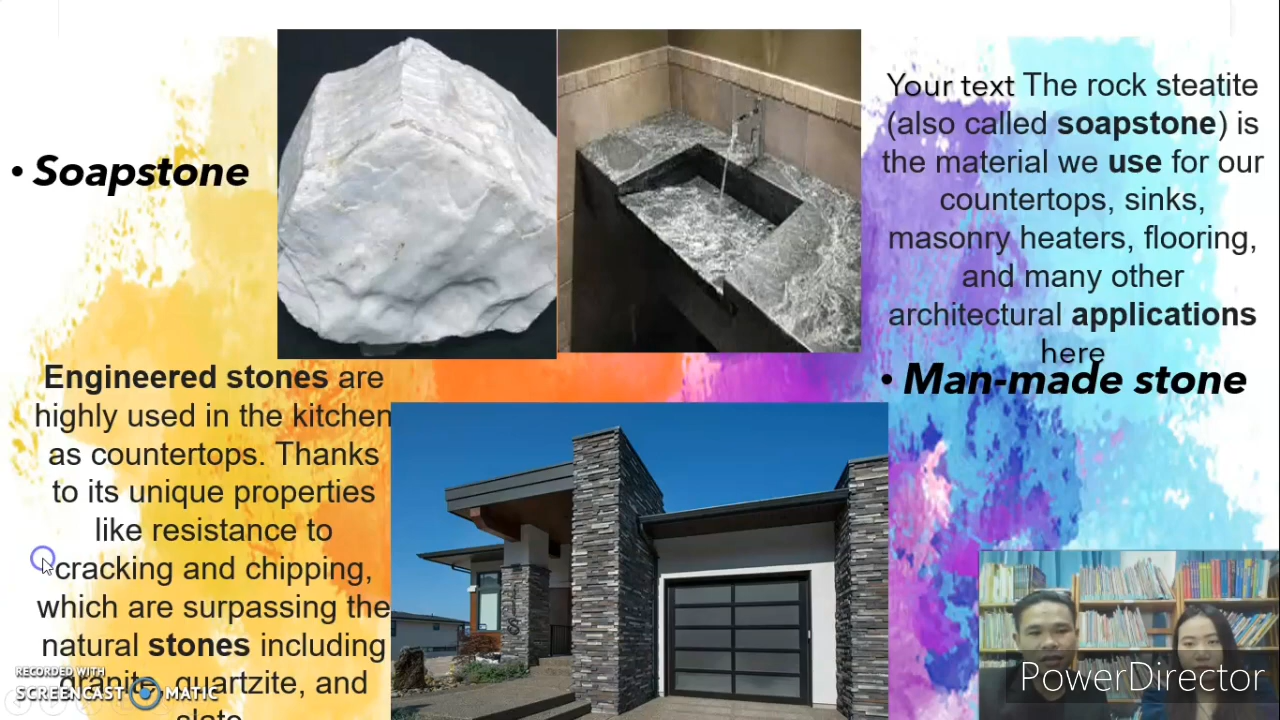 • Soapstone
Your text The rock steatite
(also called soapstone) is
the material we use for our
countertops, sinks,
masonry heaters, flooring,
and many other
architectural applications
here
• Man-made stone
Engineered stones are
highly used in the kitchen
as countertops. Thanks
to its unique properties
like resistance to
cracking and chipping,
which are surpassing the
natural stones including
granite, quartzite, and
slate
RECORDED WITH
SCREENCAST MATIC
PowerDirector